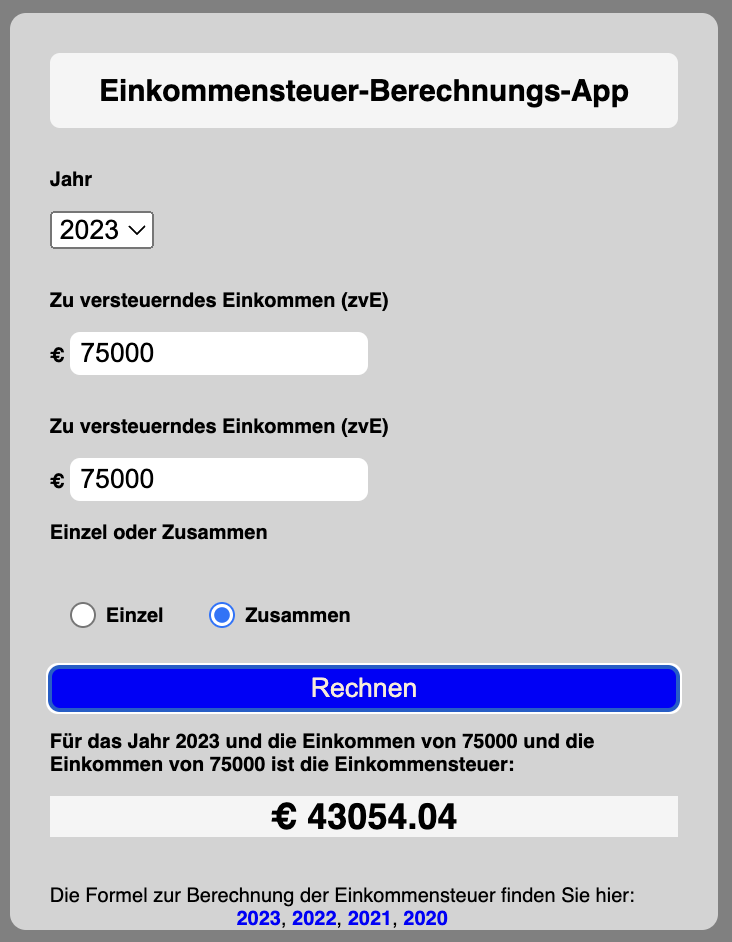 Einkommensteuer-Berechnungs-App
Jahr
2023
Zu versteuerndes Einkommen (zvE)
€ 75000
Zu versteuerndes Einkommen (zvE)
€ 75000
Einzel oder Zusammen
Einzel Zusammen
Rechnen
Für das Jahr 2023 und die Einkommen von 75000 und die
Einkommen von 75000 ist die Einkommensteuer:
€ 43054.04
Die Formel zur Berechnung der Einkommensteuer finden Sie hier:
2023, 2022, 2021, 2020